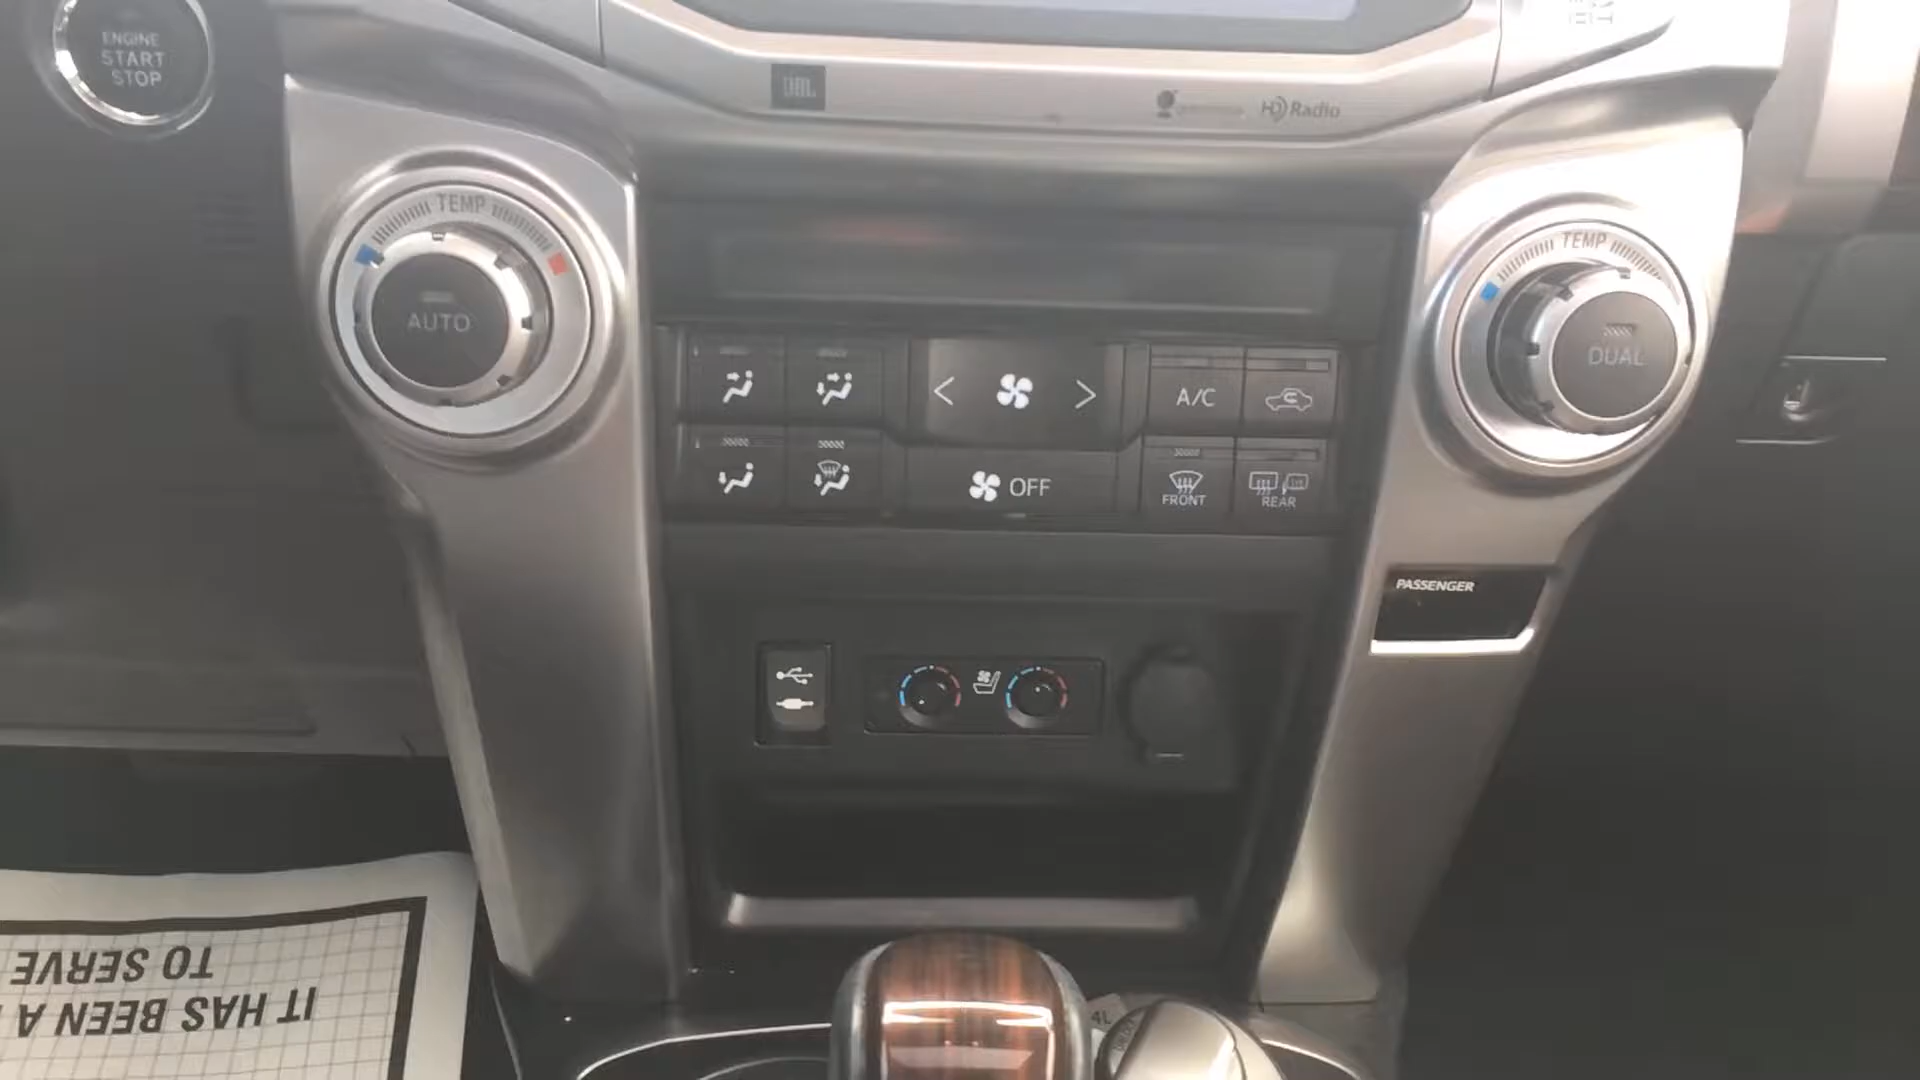 ENGINE
START
STOP
JBL
HD Radio
TEMP
AUTO
TEMP
DUAL
A/C
OFF
FRONT
REAR
PASSENGER
IT HAS BEEN A
TO SERVE
4L